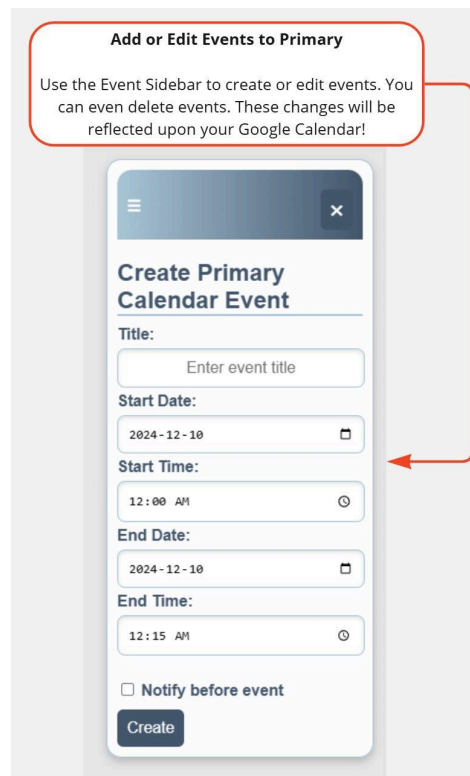 Add or Edit Events to Primary
Use the Event Sidebar to create or edit events. You
can even delete events. These changes will be
reflected upon your Google Calendar!
Create Primary
Calendar Event
Title:
Enter event title
Start Date:
2024-12-10
Start Time:
12:00 AM
End Date:
2024-12-10
End Time:
12:15 AM
Notify before event
Create